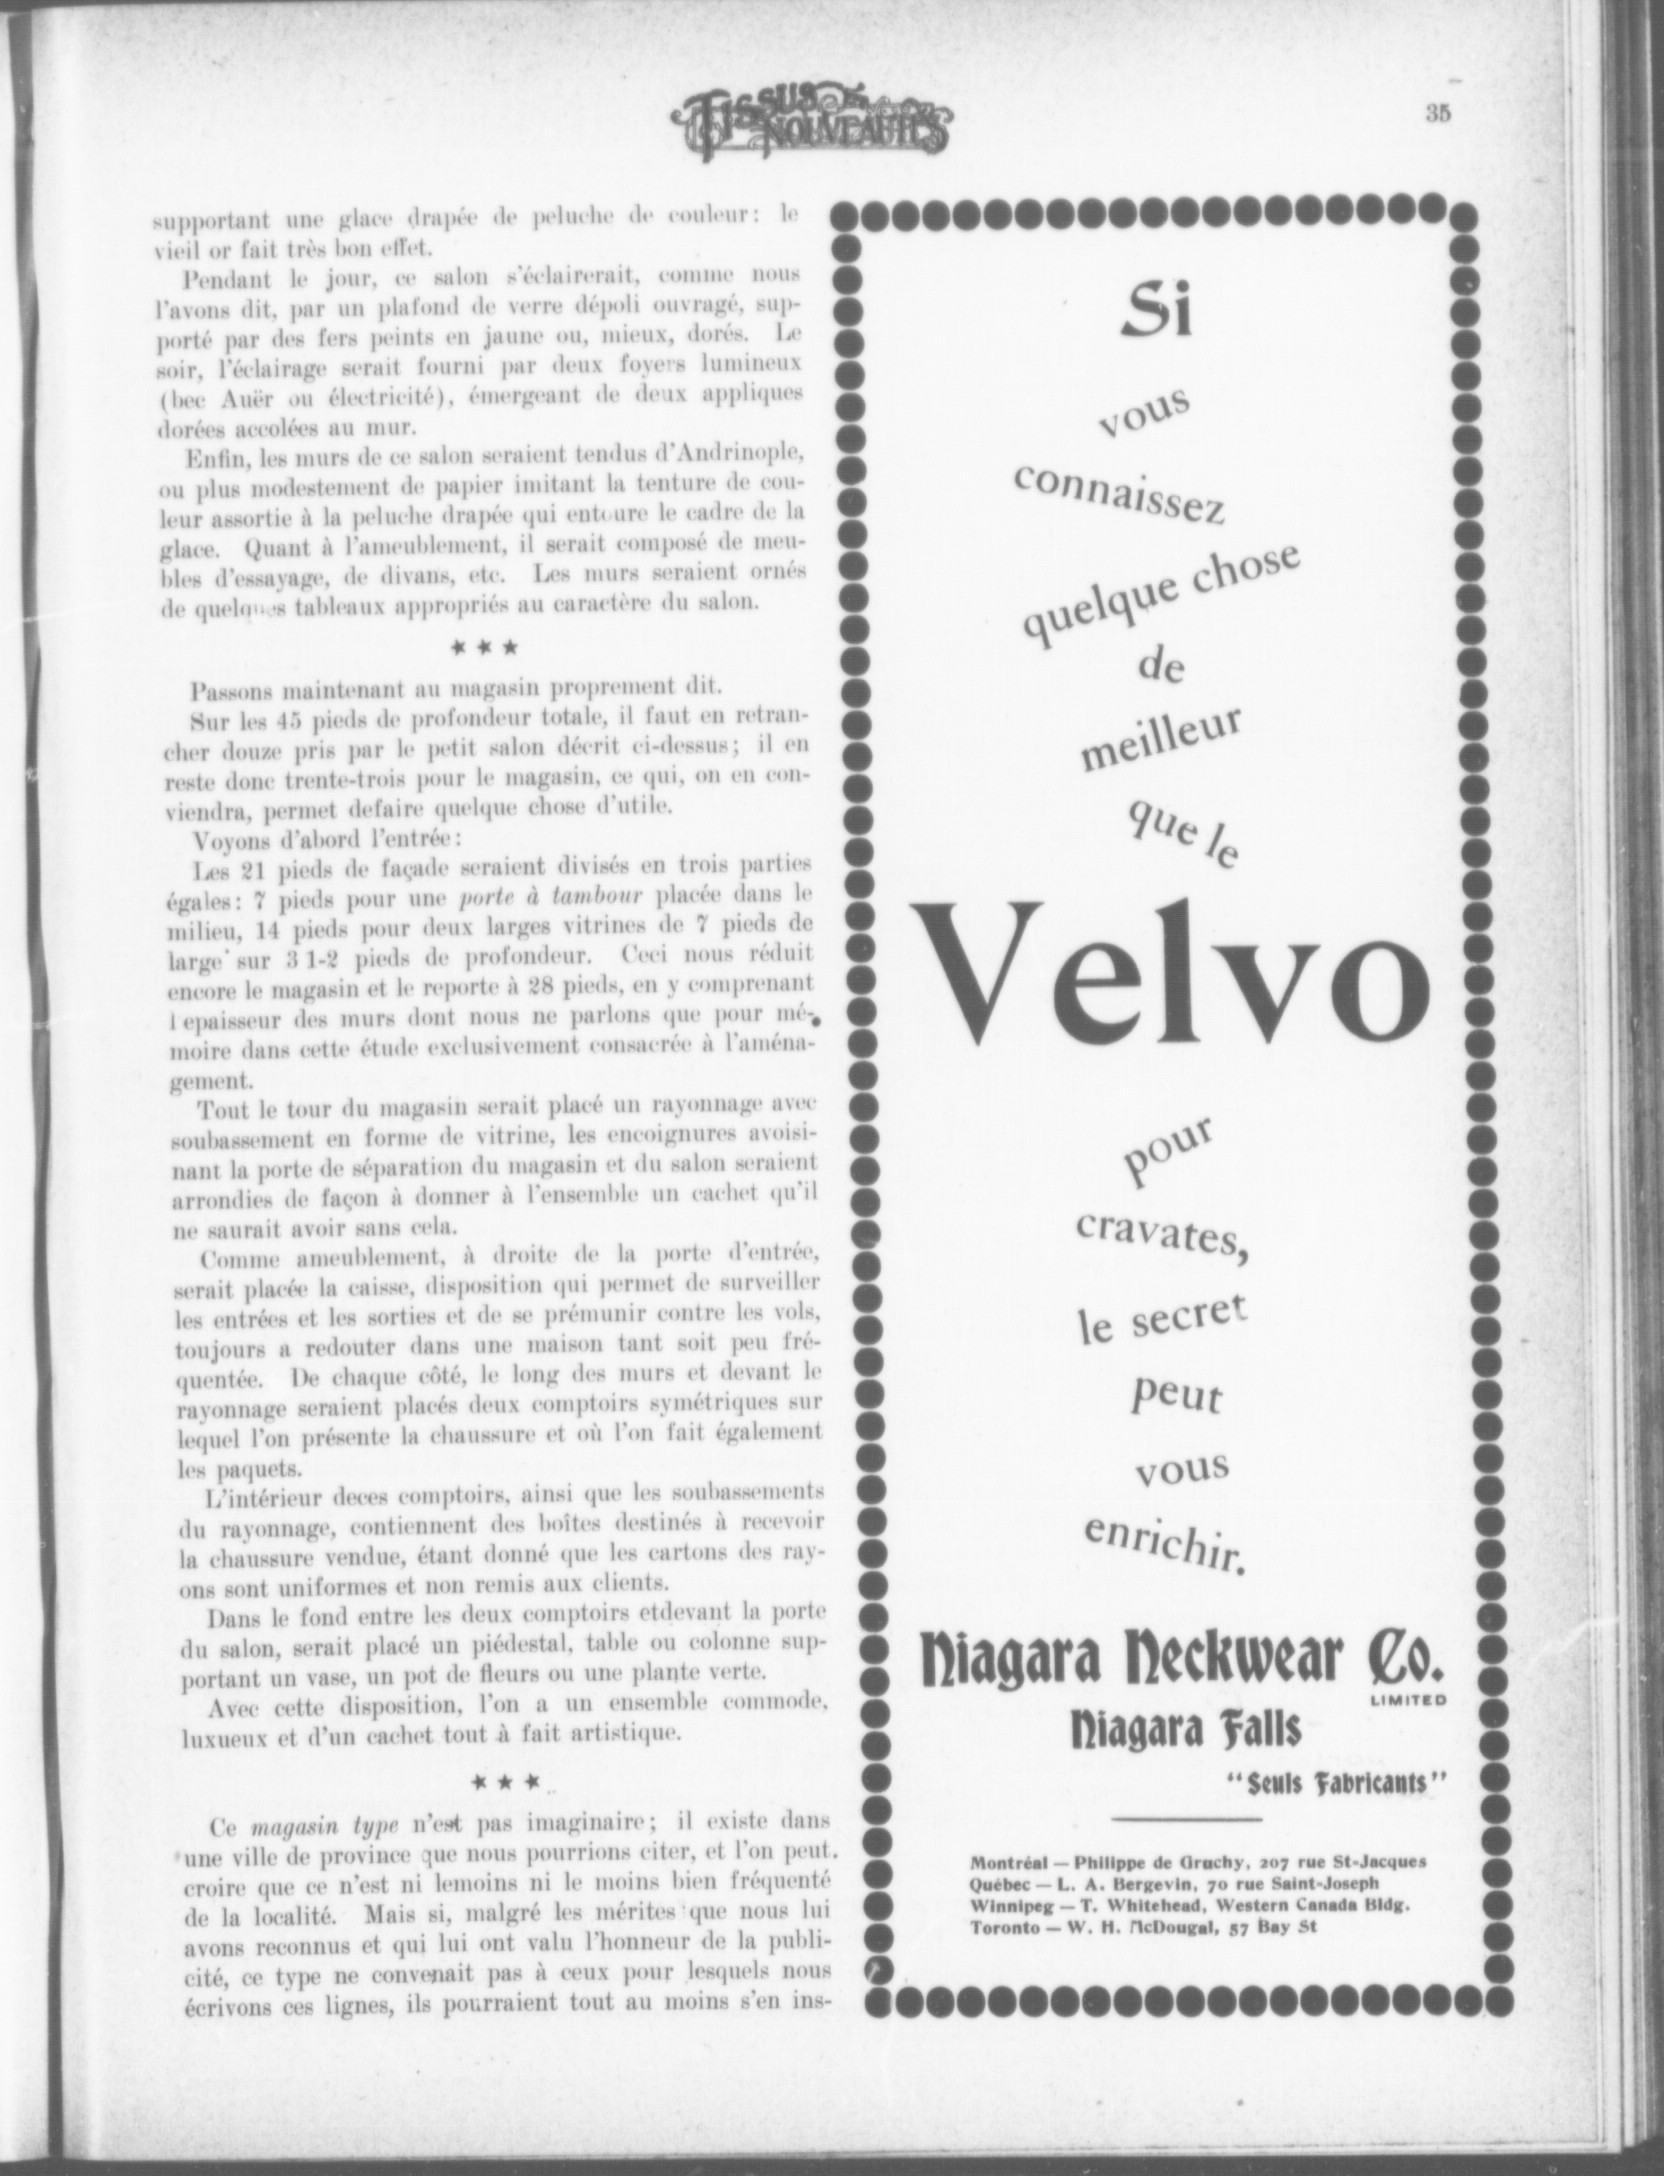 TISSUS & NOUVEAUTÉS
35
supportant une glace drapée de peluche de couleur: le
vieil or fait très bon effet.
Pendant le jour, ce salon s'éclairerait, comme nous
l'avons dit, par un plafond de verre dépoli ouvragé, sup-
porté par des fers peints en jaune ou, mieux, dorés. Le
soir, l'éclairage serait fourni par deux foyers lumineux
(bec Auër ou électricité), émergeant de deux appliques
dorées accolées au mur.
Enfin, les murs de ce salon seraient tendus d'Andrinople,
ou plus modestement de papier imitant la tenture de cou-
leur assortie à la peluche drapée qui entoure le cadre de la
glace. Quant à l'ameublement, il serait composé de meu-
bles d'essayage, de divans, etc. Les murs seraient ornés
de quelques tableaux appropriés au caractère du salon.
★ ★ ★
Passons maintenant au magasin proprement dit.
Sur les 45 pieds de profondeur totale, il faut en retran-
cher douze pris par le petit salon décrit ci-dessus; il en
reste donc trente-trois pour le magasin, ce qui, on en con-
viendra, permet defaire quelque chose d'utile.
Voyons d'abord l'entrée:
Les 21 pieds de façade seraient divisés en trois parties
égales: 7 pieds pour une porte à tambour placée dans le
milieu, 14 pieds pour deux larges vitrines de 7 pieds de
large sur 3 1-2 pieds de profondeur. Ceci nous réduit
encore le magasin et le reporte à 28 pieds, en y comprenant
l'epaisseur des murs dont nous ne parlons que pour mé-
moire dans cette étude exclusivement consacrée à l'aména-
gement.
Tout le tour du magasin serait placé un rayonnage avec
soubassement en forme de vitrine, les encoignures avoisi-
nant la porte de séparation du magasin et du salon seraient
arrondies de façon à donner à l'ensemble un cachet qu'il
ne saurait avoir sans cela.
Comme ameublement, à droite de la porte d'entrée,
serait placée la caisse, disposition qui permet de surveiller
les entrées et les sorties et de se prémunir contre les vols,
toujours a redouter dans une maison tant soit peu fré-
quentée. De chaque côté, le long des murs et devant le
rayonnage seraient placés deux comptoirs symétriques sur
lequel l'on présente la chaussure et où l'on fait également
les paquets.
L'intérieur deces comptoirs, ainsi que les soubassements
du rayonnage, contiennent des boîtes destinés à recevoir
la chaussure vendue, étant donné que les cartons des ray-
ons sont uniformes et non remis aux clients.
Dans le fond entre les deux comptoirs etdevant la porte
du salon, serait placé un piédestal, table ou colonne sup-
portant un vase, un pot de fleurs ou une plante verte.
Avec cette disposition, l'on a un ensemble commode,
luxueux et d'un cachet tout à fait artistique.
★ ★ ★
Ce magasin type n'est pas imaginaire; il existe dans
une ville de province que nous pourrions citer, et l'on peut
croire que ce n'est ni lemoins ni le moins bien fréquenté
de la localité. Mais si, malgré les mérites que nous lui
avons reconnus et qui lui ont valu l'honneur de la publi-
cité, ce type ne convenait pas à ceux pour lesquels nous
écrivons ces lignes, ils pourraient tout au moins s'en ins-
Si
vous
connaissez
quelque chose
de
meilleur
que le
Velvo
pour
cravates,
le secret
peut
vous
enrichir.
Niagara Neckwear Co.
LIMITED
Niagara Falls
"Seuls Fabricants"
Montréal — Philippe de Gruchy, 207 rue St-Jacques
Québec — L. A. Bergevin, 70 rue Saint-Joseph
Winnipeg — T. Whitehead, Western Canada Bldg.
Toronto — W. H. McDougal, 57 Bay St